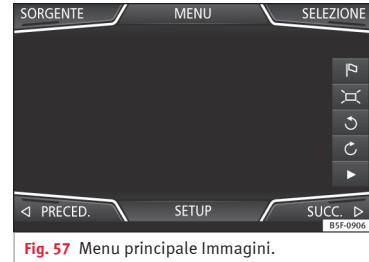 SORGENTE MENU SELEZIONE
PRECED. SETUP SUCC.
B5F-0906
Fig. 57 Menu principale Immagini.